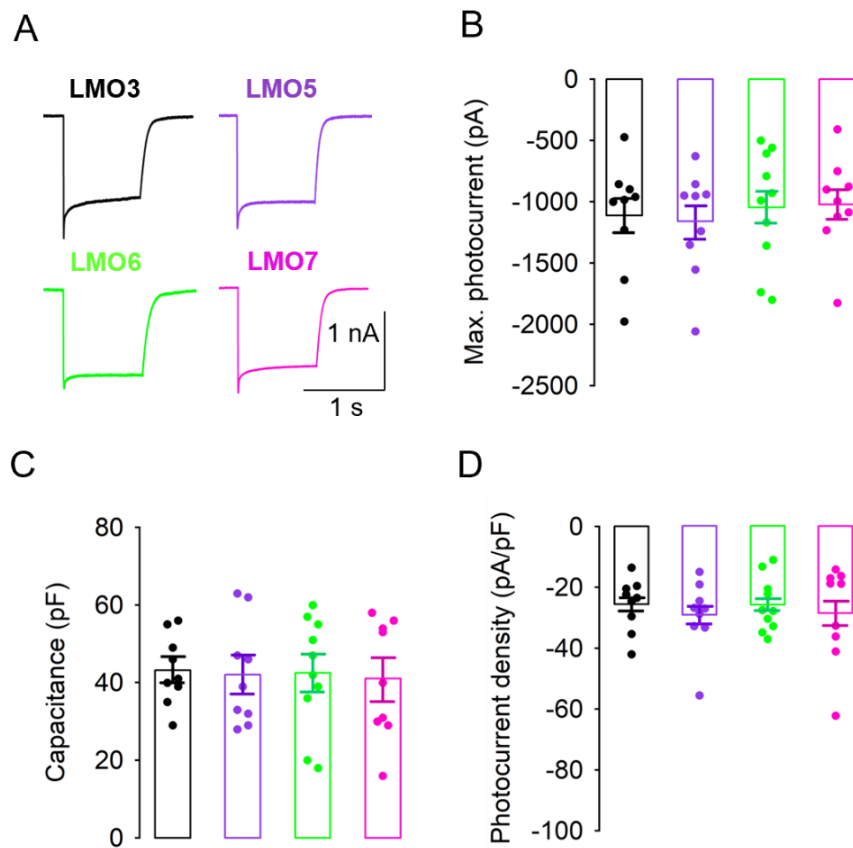 A
LMO3
LMO5
LMO6
LMO7
1 nA
1 s
B
Max. photocurrent (pA)
0
-500
-1000
-1500
-2000
-2500
C
Capacitance (pF)
80
60
40
20
0
D
Photocurrent density (pA/pF)
0
-20
-40
-60
-80
-100